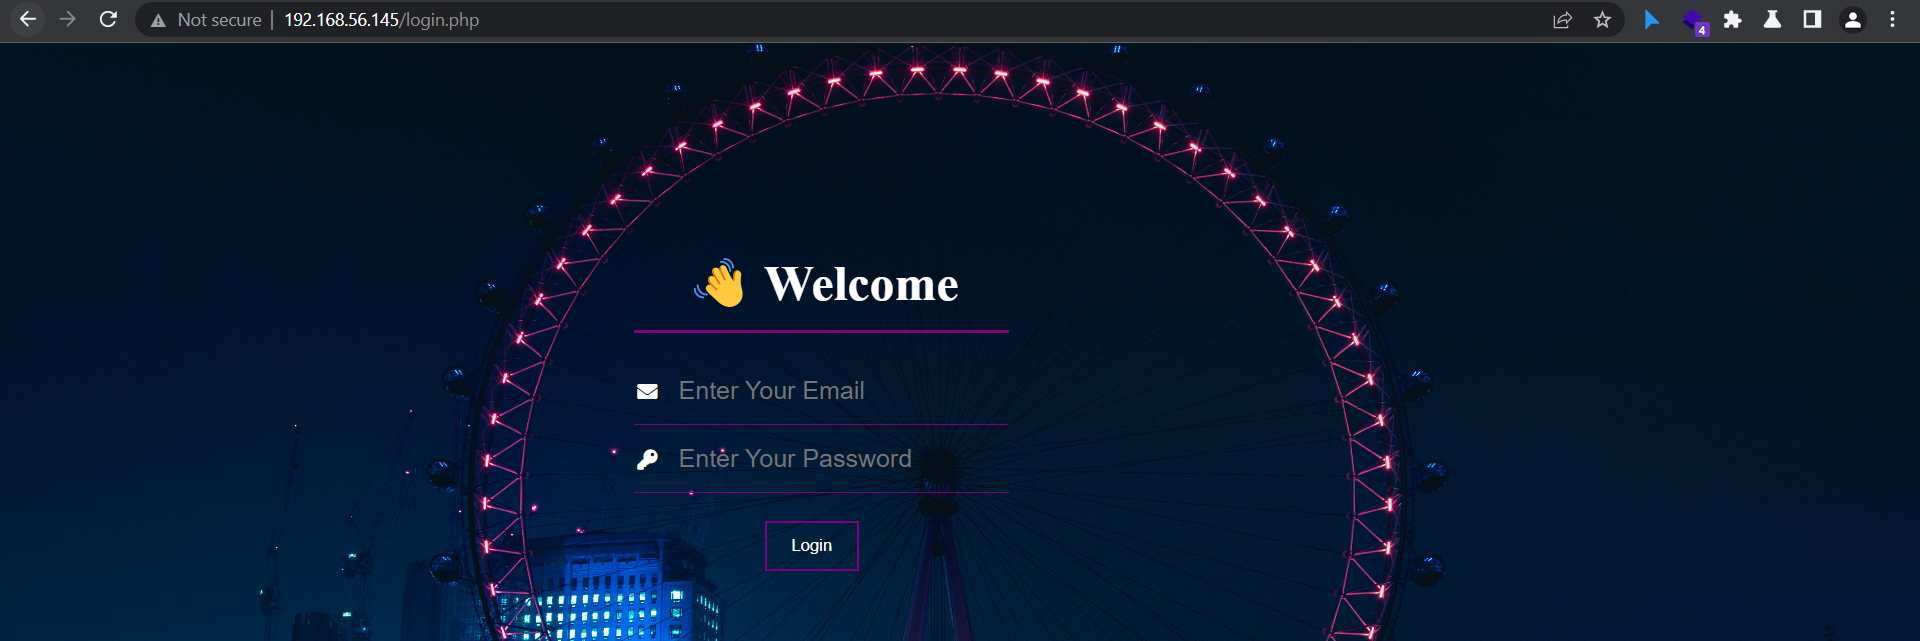 Not secure | 192.168.56.145/login.php
4
Welcome
Enter Your Email
Enter Your Password
Login